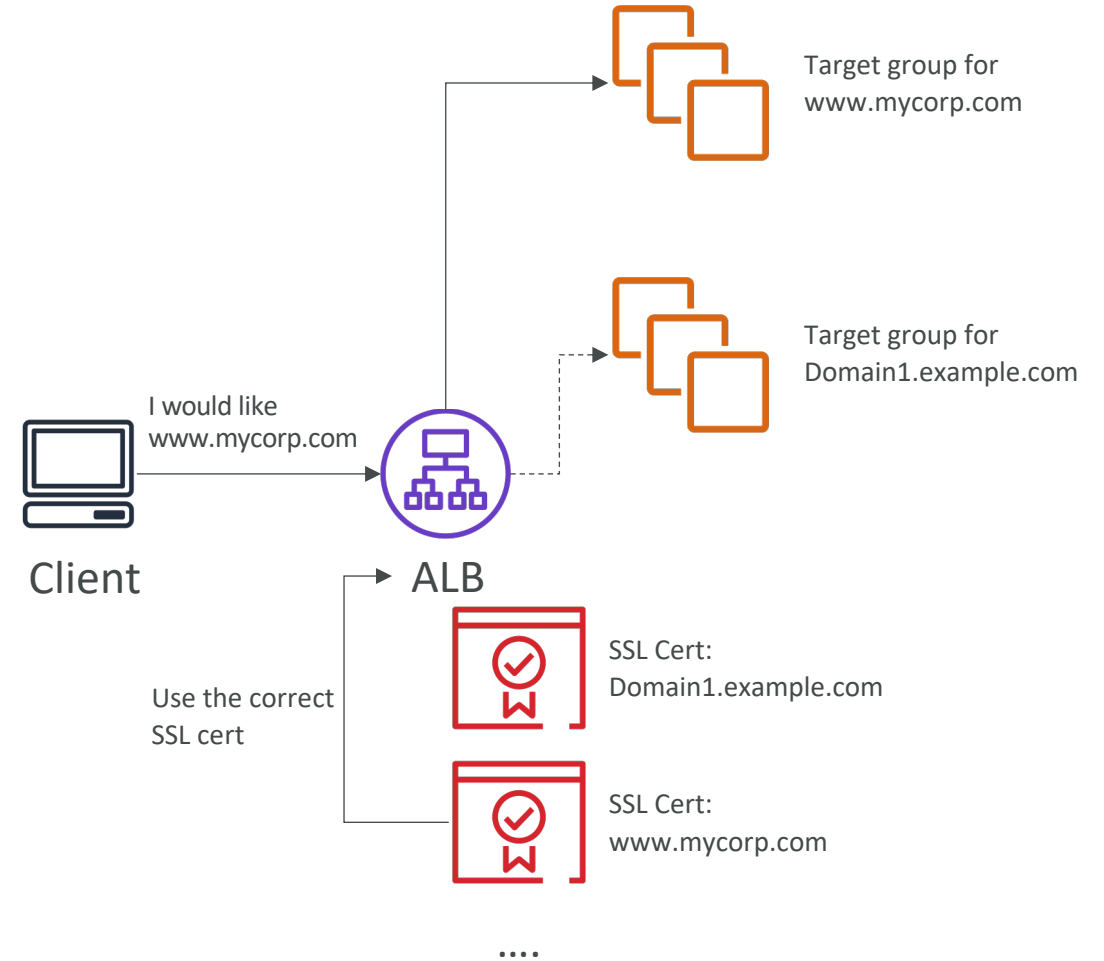 Target group for
www.mycorp.com
Target group for
Domain1.example.com
I would like
www.mycorp.com
Client
ALB
SSL Cert:
Domain1.example.com
Use the correct
SSL cert
SSL Cert:
www.mycorp.com
....